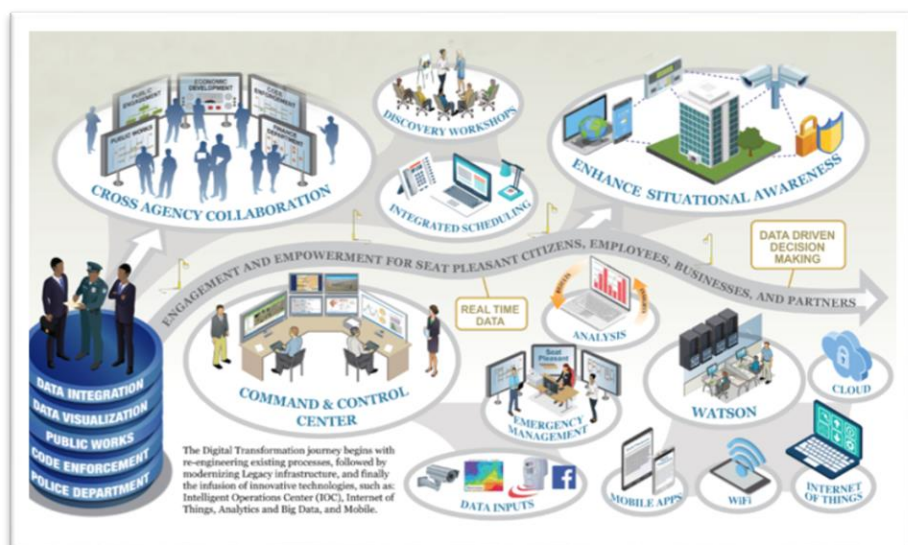 PUBLIC
ENGAGEMENT
ECONOMIC
DEVELOPMENT
CODE
ENFORCEMENT
PUBLIC WORKS
FINANCE
DEPARTMENT
CROSS AGENCY COLLABORATION
DISCOVERY WORKSHOPS
INTEGRATED SCHEDULING
ENHANCE SITUATIONAL AWARENESS
ENGAGEMENT AND EMPOWERMENT FOR SEAT PLEASANT CITIZENS, EMPLOYEES, BUSINESSES, AND PARTNERS
DATA DRIVEN
DECISION
MAKING
REAL TIME
DATA
ANALYSIS
DATA INTEGRATION
DATA VISUALIZATION
PUBLIC WORKS
CODE ENFORCEMENT
POLICE DEPARTMENT
COMMAND & CONTROL
CENTER
Seat
Pleasant
EMERGENCY
MANAGEMENT
WATSON
CLOUD
The Digital Transformation journey begins with
re-engineering existing processes, followed by
modernizing Legacy infrastructure, and finally
the infusion of innovative technologies, such as:
Intelligent Operations Center (IOC), Internet of
Things, Analytics and Big Data, and Mobile.
DATA INPUTS
f
MOBILE APPS
WiFi
INTERNET
OF THINGS